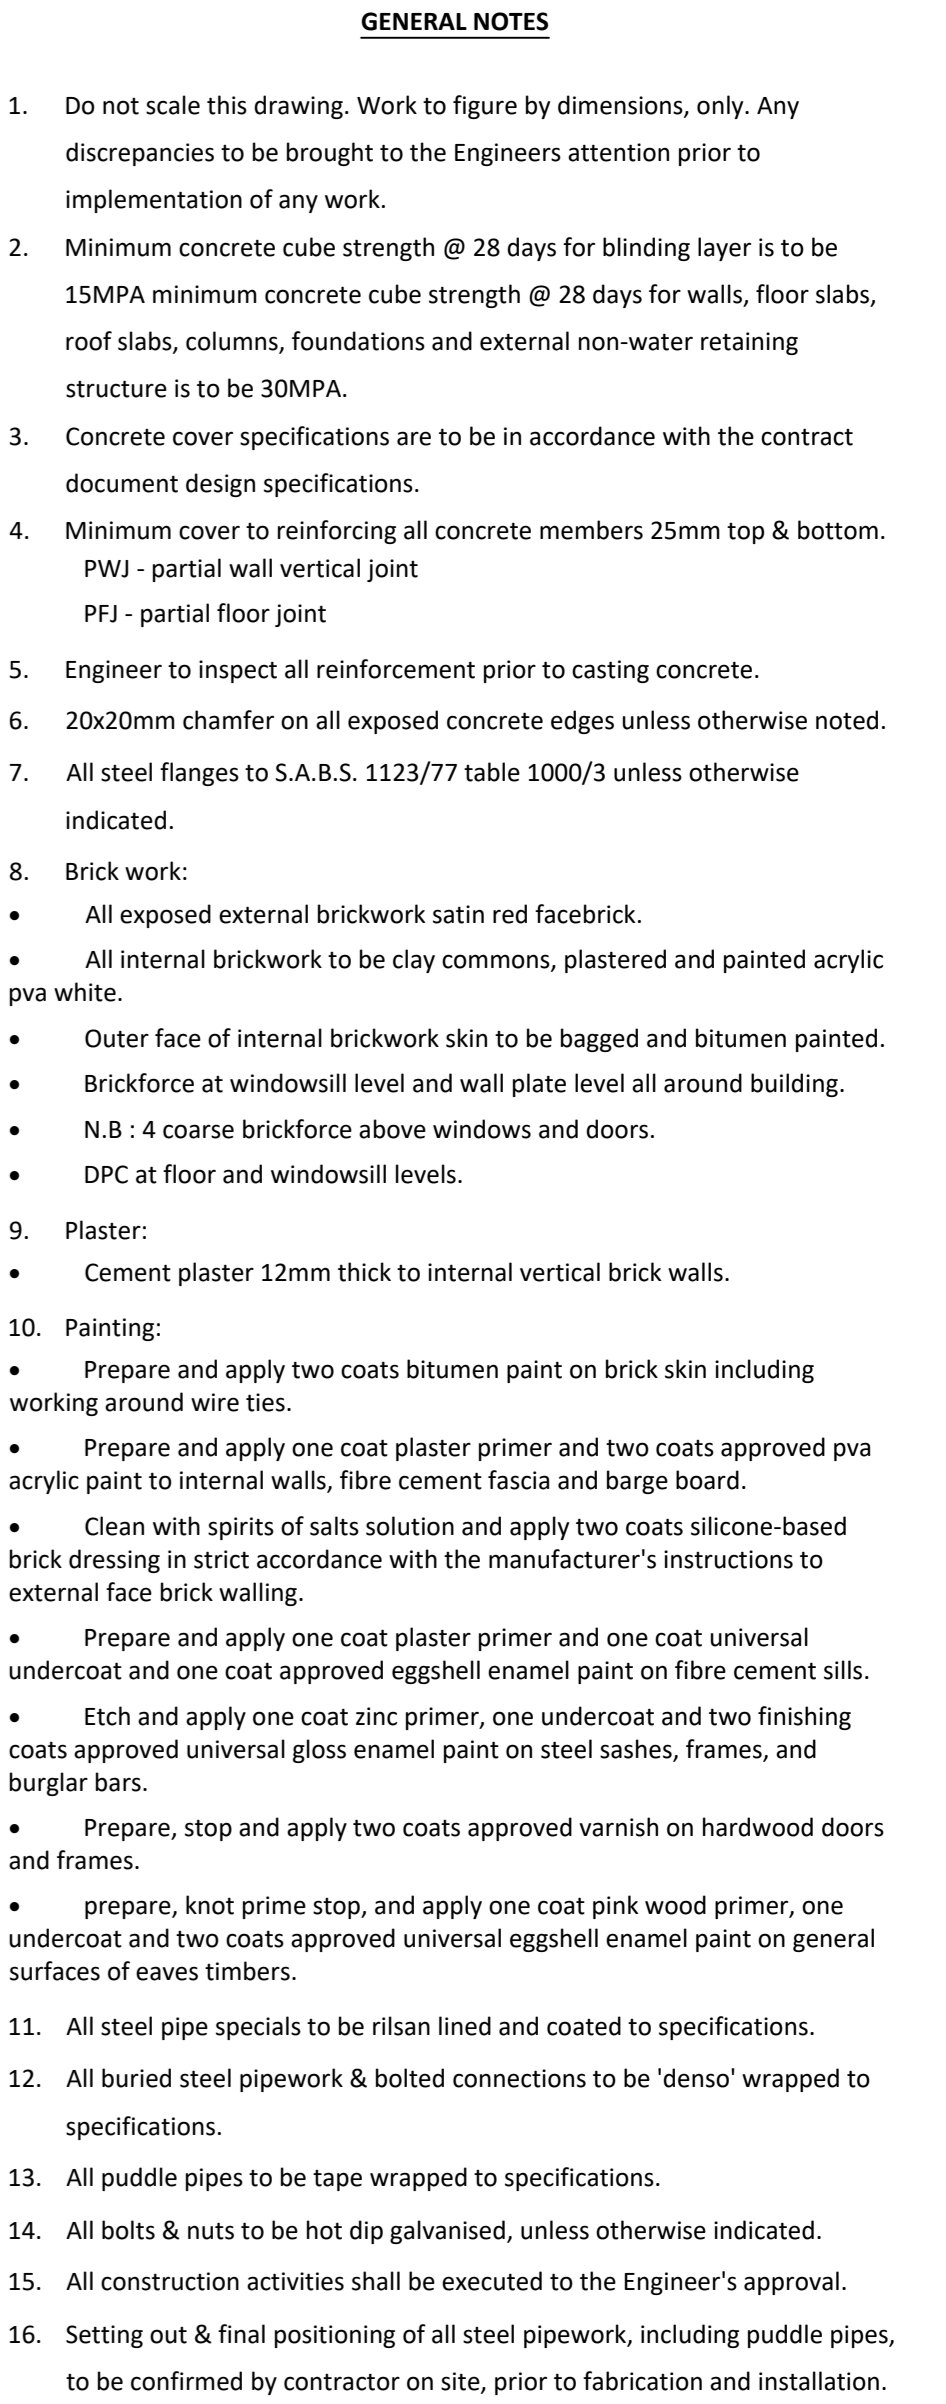 GENERAL NOTES
1. Do not scale this drawing. Work to figure by dimensions, only. Any
discrepancies to be brought to the Engineers attention prior to
implementation of any work.
2. Minimum concrete cube strength @ 28 days for blinding layer is to be
15MPA minimum concrete cube strength @ 28 days for walls, floor slabs,
roof slabs, columns, foundations and external non-water retaining
structure is to be 30MPA.
3. Concrete cover specifications are to be in accordance with the contract
document design specifications.
4. Minimum cover to reinforcing all concrete members 25mm top & bottom.
PWJ - partial wall vertical joint
PFJ - partial floor joint
5. Engineer to inspect all reinforcement prior to casting concrete.
6. 20x20mm chamfer on all exposed concrete edges unless otherwise noted.
7. All steel flanges to S.A.B.S. 1123/77 table 1000/3 unless otherwise
indicated.
8. Brick work:
• All exposed external brickwork satin red facebrick.
• All internal brickwork to be clay commons, plastered and painted acrylic
pva white.
• Outer face of internal brickwork skin to be bagged and bitumen painted.
• Brickforce at windowsill level and wall plate level all around building.
• N.B : 4 coarse brickforce above windows and doors.
• DPC at floor and windowsill levels.
9. Plaster:
• Cement plaster 12mm thick to internal vertical brick walls.
10. Painting:
• Prepare and apply two coats bitumen paint on brick skin including
working around wire ties.
• Prepare and apply one coat plaster primer and two coats approved pva
acrylic paint to internal walls, fibre cement fascia and barge board.
• Clean with spirits of salts solution and apply two coats silicone-based
brick dressing in strict accordance with the manufacturer's instructions to
external face brick walling.
• Prepare and apply one coat plaster primer and one coat universal
undercoat and one coat approved eggshell enamel paint on fibre cement sills.
• Etch and apply one coat zinc primer, one undercoat and two finishing
coats approved universal gloss enamel paint on steel sashes, frames, and
burglar bars.
• Prepare, stop and apply two coats approved varnish on hardwood doors
and frames.
• prepare, knot prime stop, and apply one coat pink wood primer, one
undercoat and two coats approved universal eggshell enamel paint on general
surfaces of eaves timbers.
11. All steel pipe specials to be rilsan lined and coated to specifications.
12. All buried steel pipework & bolted connections to be 'denso' wrapped to
specifications.
13. All puddle pipes to be tape wrapped to specifications.
14. All bolts & nuts to be hot dip galvanised, unless otherwise indicated.
15. All construction activities shall be executed to the Engineer's approval.
16. Setting out & final positioning of all steel pipework, including puddle pipes,
to be confirmed by contractor on site, prior to fabrication and installation.